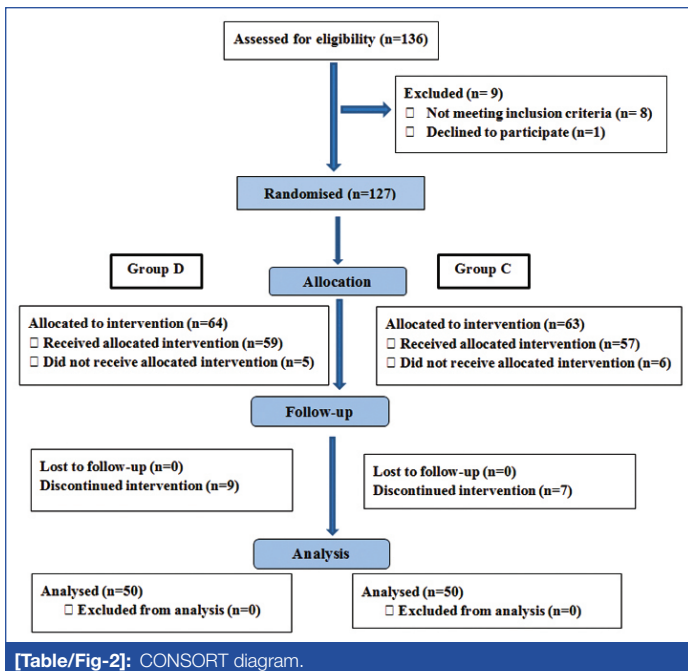 Assessed for eligibility (n=136)
Excluded (n= 9)
☐ Not meeting inclusion criteria (n= 8)
☐ Declined to participate (n=1)
Randomised (n=127)
Group D
Group C
Allocation
Allocated to intervention (n=64)
☐ Received allocated intervention (n=59)
☐ Did not receive allocated intervention (n=5)
Allocated to intervention (n=63)
☐ Received allocated intervention (n=57)
☐ Did not receive allocated intervention (n=6)
Follow-up
Lost to follow-up (n=0)
Discontinued intervention (n=9)
Lost to follow-up (n=0)
Discontinued intervention (n=7)
Analysis
Analysed (n=50)
☐ Excluded from analysis (n=0)
Analysed (n=50)
☐ Excluded from analysis (n=0)
[Table/Fig-2]: CONSORT diagram.